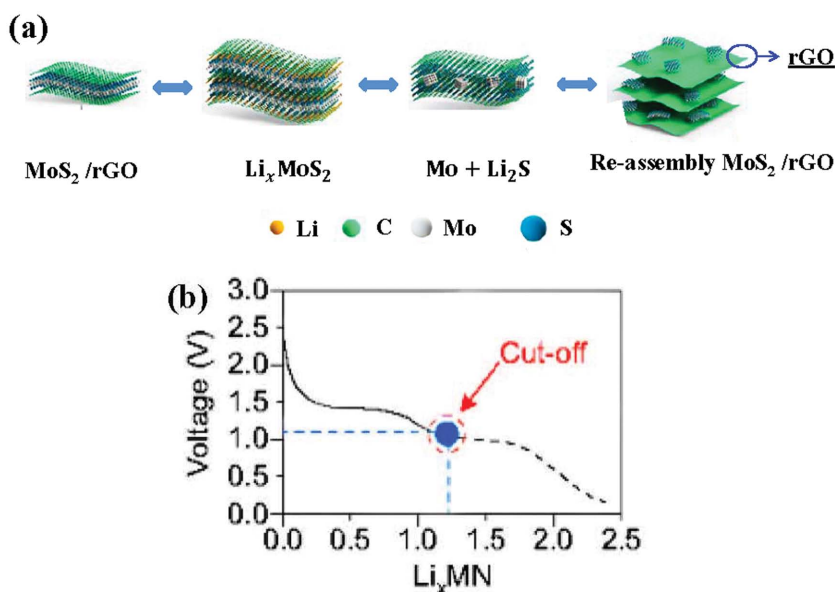 (a)
rGO
MoS₂ /rGO
LiₓMoS₂
Mo + Li₂S
Re-assembly MoS₂ /rGO
Li
C
Mo
S
(b)
3.0
2.5
2.0
1.5
1.0
0.5
0.0
Voltage (V)
Cut-off
0.0 0.5 1.0 1.5 2.0 2.5
LiₓMN